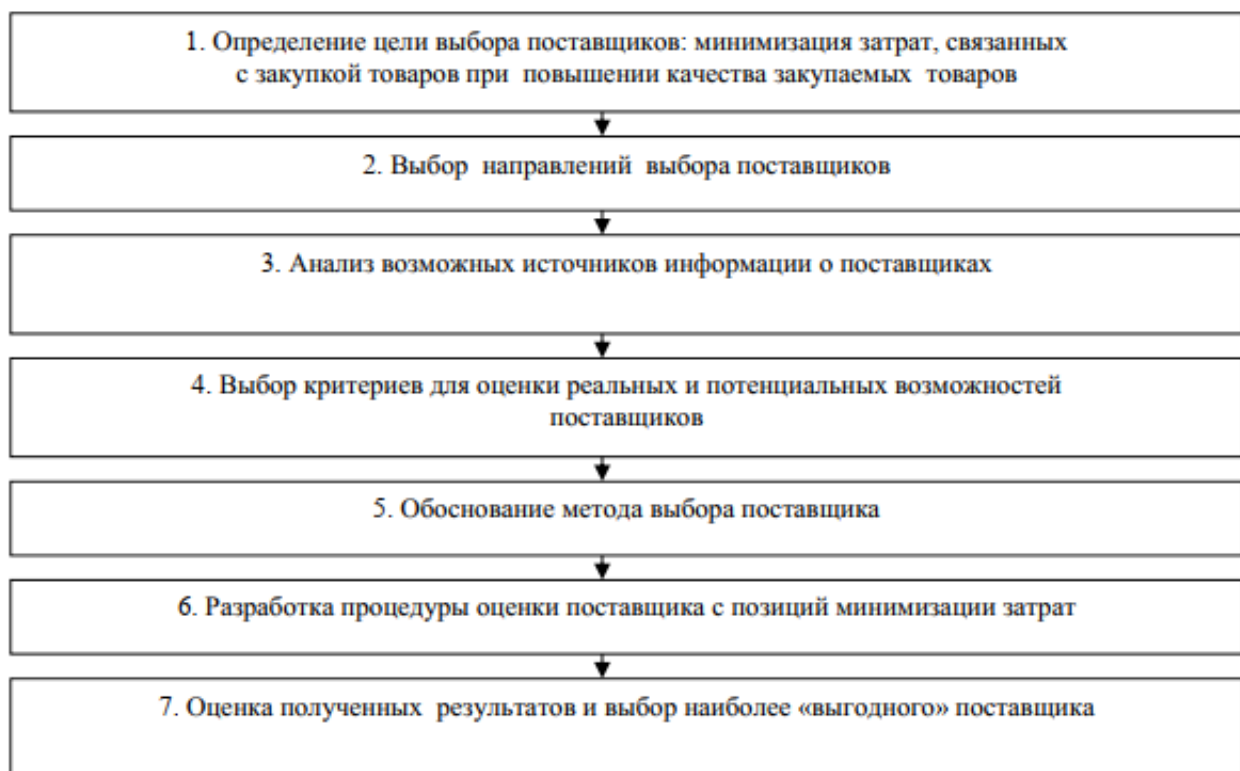 1. Определение цели выбора поставщиков: минимизация затрат, связанных
с закупкой товаров при повышении качества закупаемых товаров
2. Выбор направлений выбора поставщиков
3. Анализ возможных источников информации о поставщиках
4. Выбор критериев для оценки реальных и потенциальных возможностей
поставщиков
5. Обоснование метода выбора поставщика
6. Разработка процедуры оценки поставщика с позиций минимизации затрат
7. Оценка полученных результатов и выбор наиболее «выгодного» поставщика